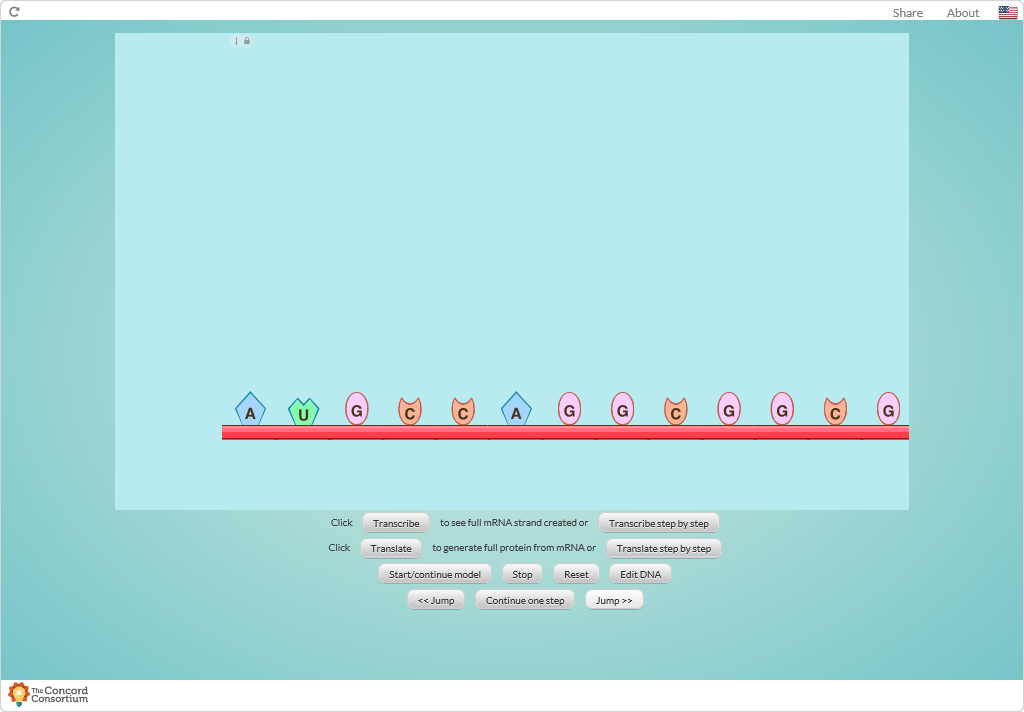 Share About
A U G C C A G G C G G C G
Click Transcribe to see full mRNA strand created or Transcribe step by step
Click Translate to generate full protein from mRNA or Translate step by step
Start/continue model Stop Reset Edit DNA
<< Jump Continue one step Jump >>
The Concord
Consortium